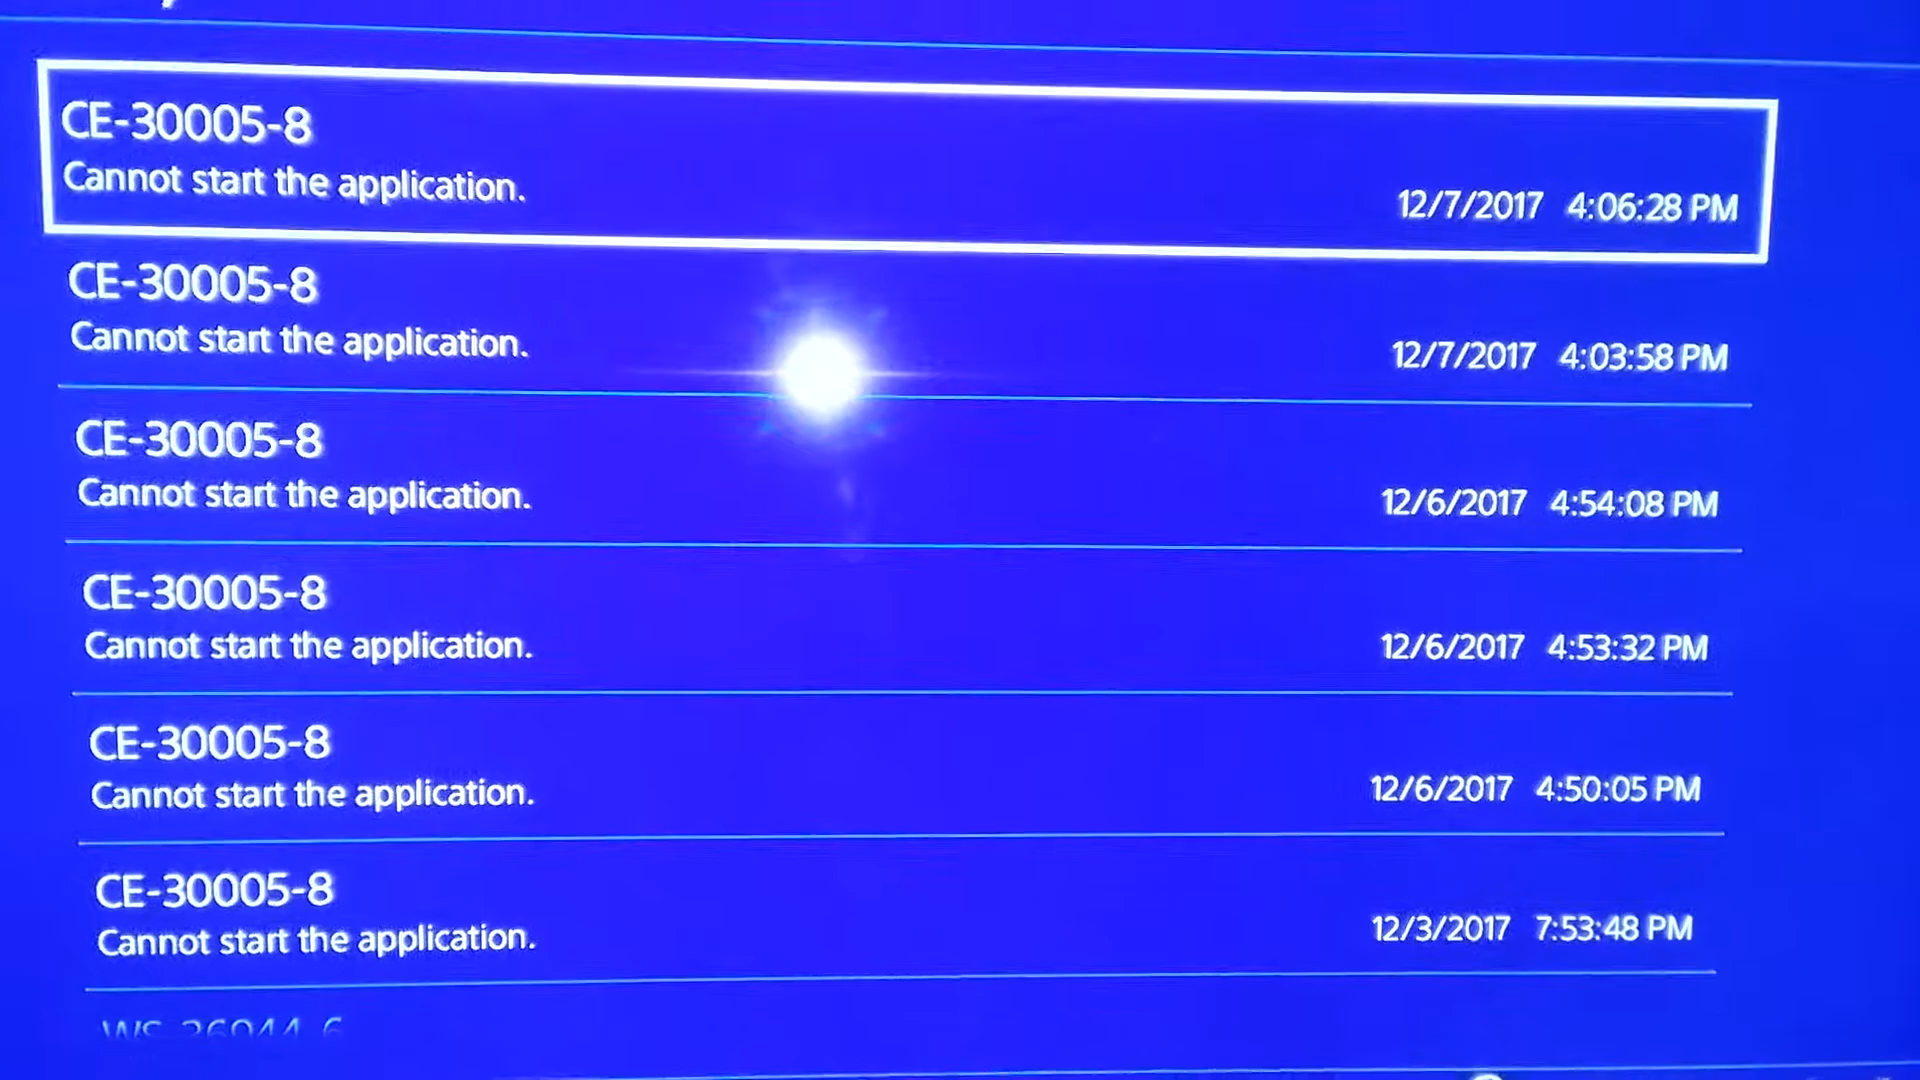 CE-30005-8
Cannot start the application.
12/7/2017 4:06:28 PM
CE-30005-8
Cannot start the application.
12/7/2017 4:03:58 PM
CE-30005-8
Cannot start the application.
12/6/2017 4:54:08 PM
CE-30005-8
Cannot start the application.
12/6/2017 4:53:32 PM
CE-30005-8
Cannot start the application.
12/6/2017 4:50:05 PM
CE-30005-8
Cannot start the application.
12/3/2017 7:53:48 PM